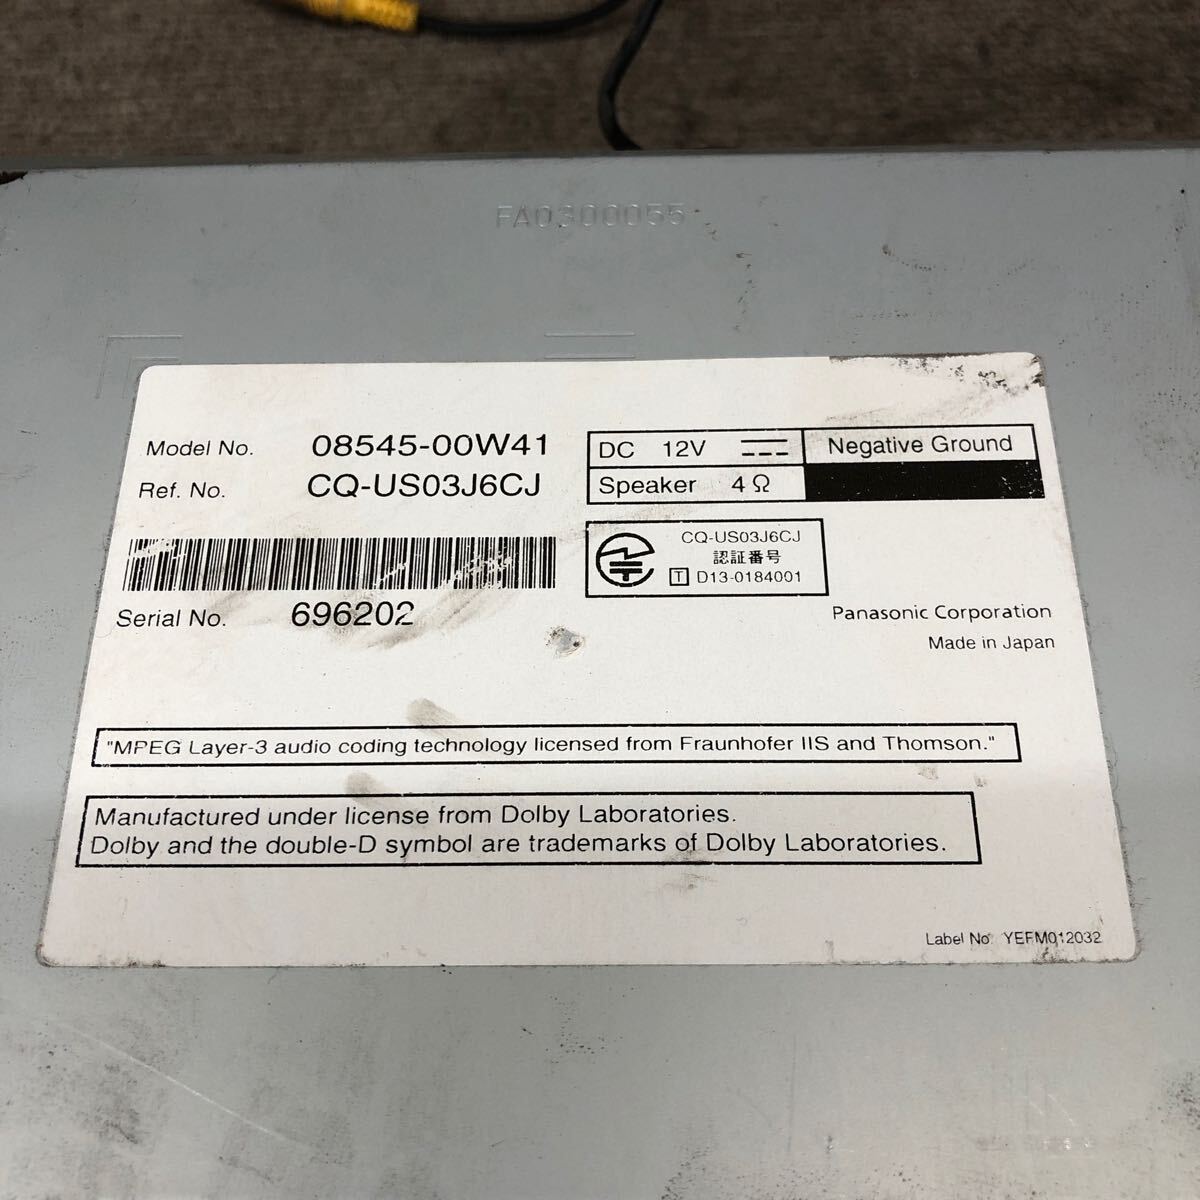 FA0300055
Model No. 08545-00W41
Ref. No. CQ-US03J6CJ
DC 12V
Negative Ground
Speaker 4Ω
CQ-US03J6CJ
認証番号
T D13-0184001
Serial No. 696202
Panasonic Corporation
Made in Japan
"MPEG Layer-3 audio coding technology licensed from Fraunhofer IIS and Thomson."
Manufactured under license from Dolby Laboratories.
Dolby and the double-D symbol are trademarks of Dolby Laboratories.
Label No. YEFM012032